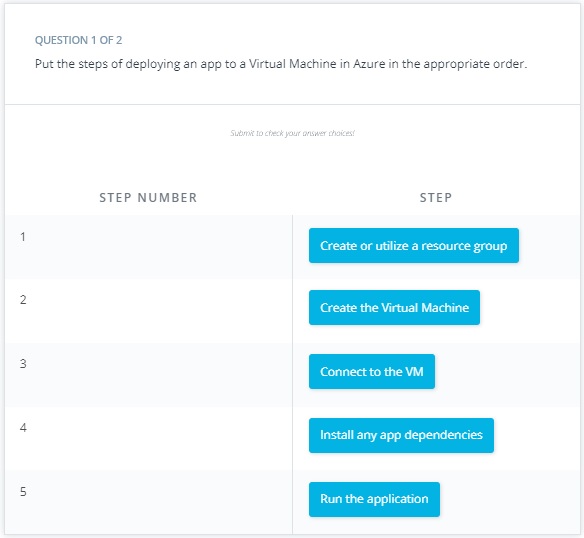 QUESTION 1 OF 2
Put the steps of deploying an app to a Virtual Machine in Azure in the appropriate order.
Submit to check your answer choices!
STEP NUMBER STEP
1 Create or utilize a resource group
2 Create the Virtual Machine
3 Connect to the VM
4 Install any app dependencies
5 Run the application